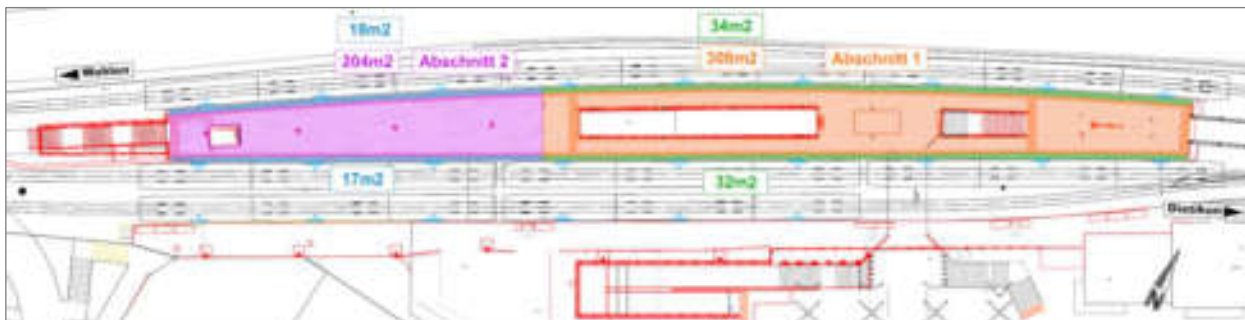 18m2
34m2
204m2 Abschnitt 2
308m2 Abschnitt 1
Wohlen
17m2
32m2
Dietikon
N